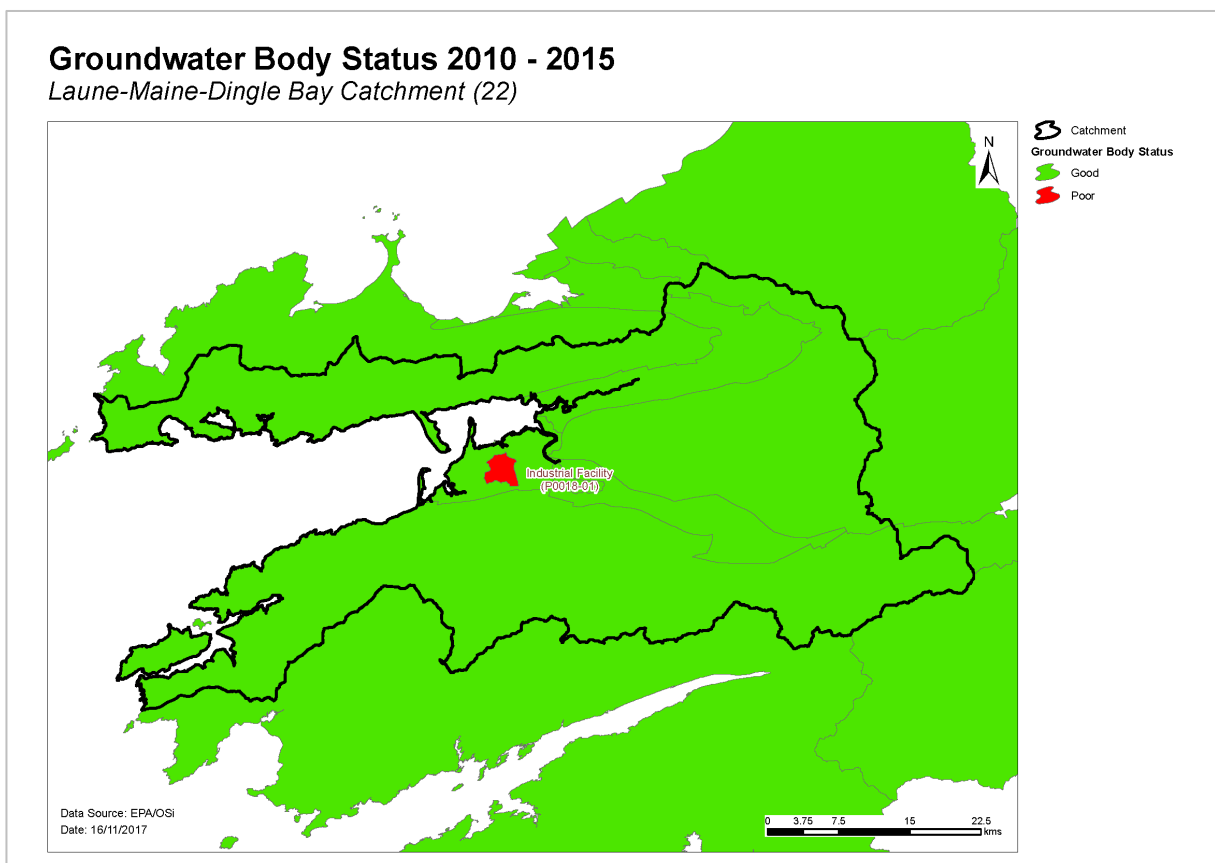 Groundwater Body Status 2010 - 2015
Laune-Maine-Dingle Bay Catchment (22)
Catchment
Groundwater Body Status
Good
Poor
N
Industrial Facility
(P0018-01)
Data Source: EPA/OSi
Date: 16/11/2017
0 3.75 7.5 15 22.5
kms